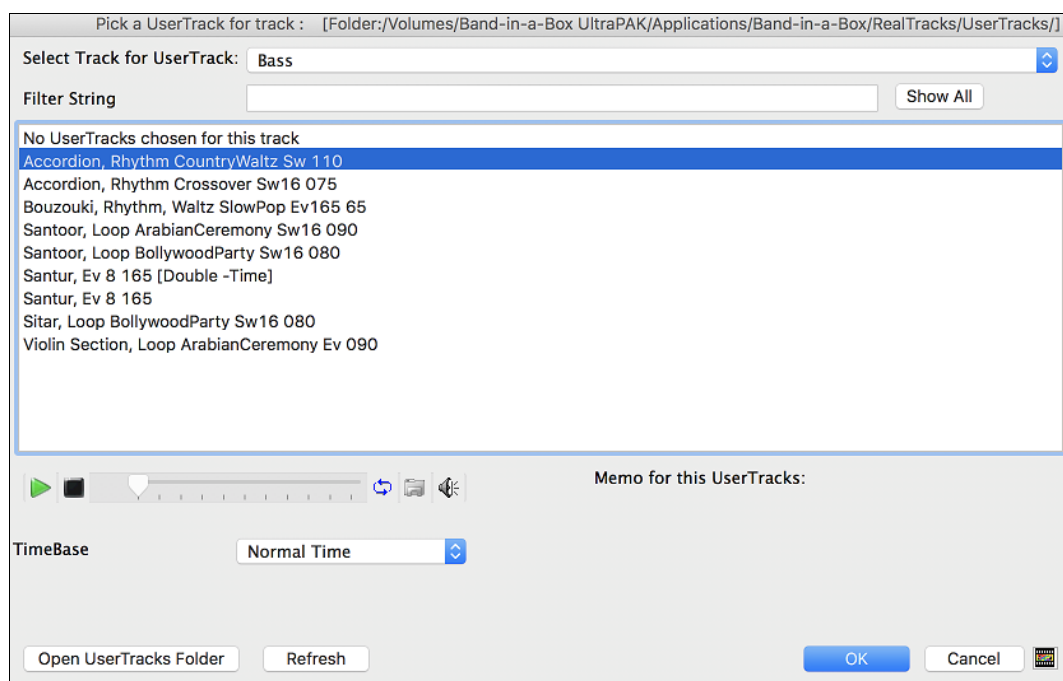 Pick a UserTrack for track : [Folder:/Volumes/Band-in-a-Box UltraPAK/Applications/Band-in-a-Box/RealTracks/UserTracks/]
Select Track for UserTrack: Bass
Filter String Show All
No UserTracks chosen for this track
Accordion, Rhythm CountryWaltz Sw 110
Accordion, Rhythm Crossover Sw16 075
Bouzouki, Rhythm, Waltz SlowPop Ev165 65
Santoor, Loop ArabianCeremony Sw16 090
Santoor, Loop BollywoodParty Sw16 080
Santur, Ev 8 165 [Double -Time]
Santur, Ev 8 165
Sitar, Loop BollywoodParty Sw16 080
Violin Section, Loop ArabianCeremony Ev 090
Memo for this UserTracks:
TimeBase Normal Time
Open UserTracks Folder Refresh OK Cancel